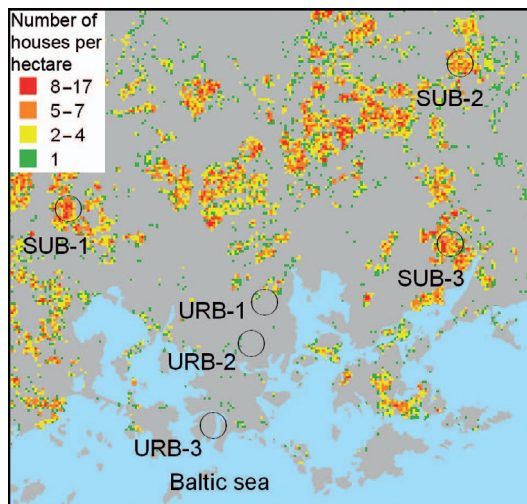 Number of
houses per
hectare
8–17
5–7
2–4
1
SUB-2
SUB-1
SUB-3
URB-1
URB-2
URB-3
Baltic sea